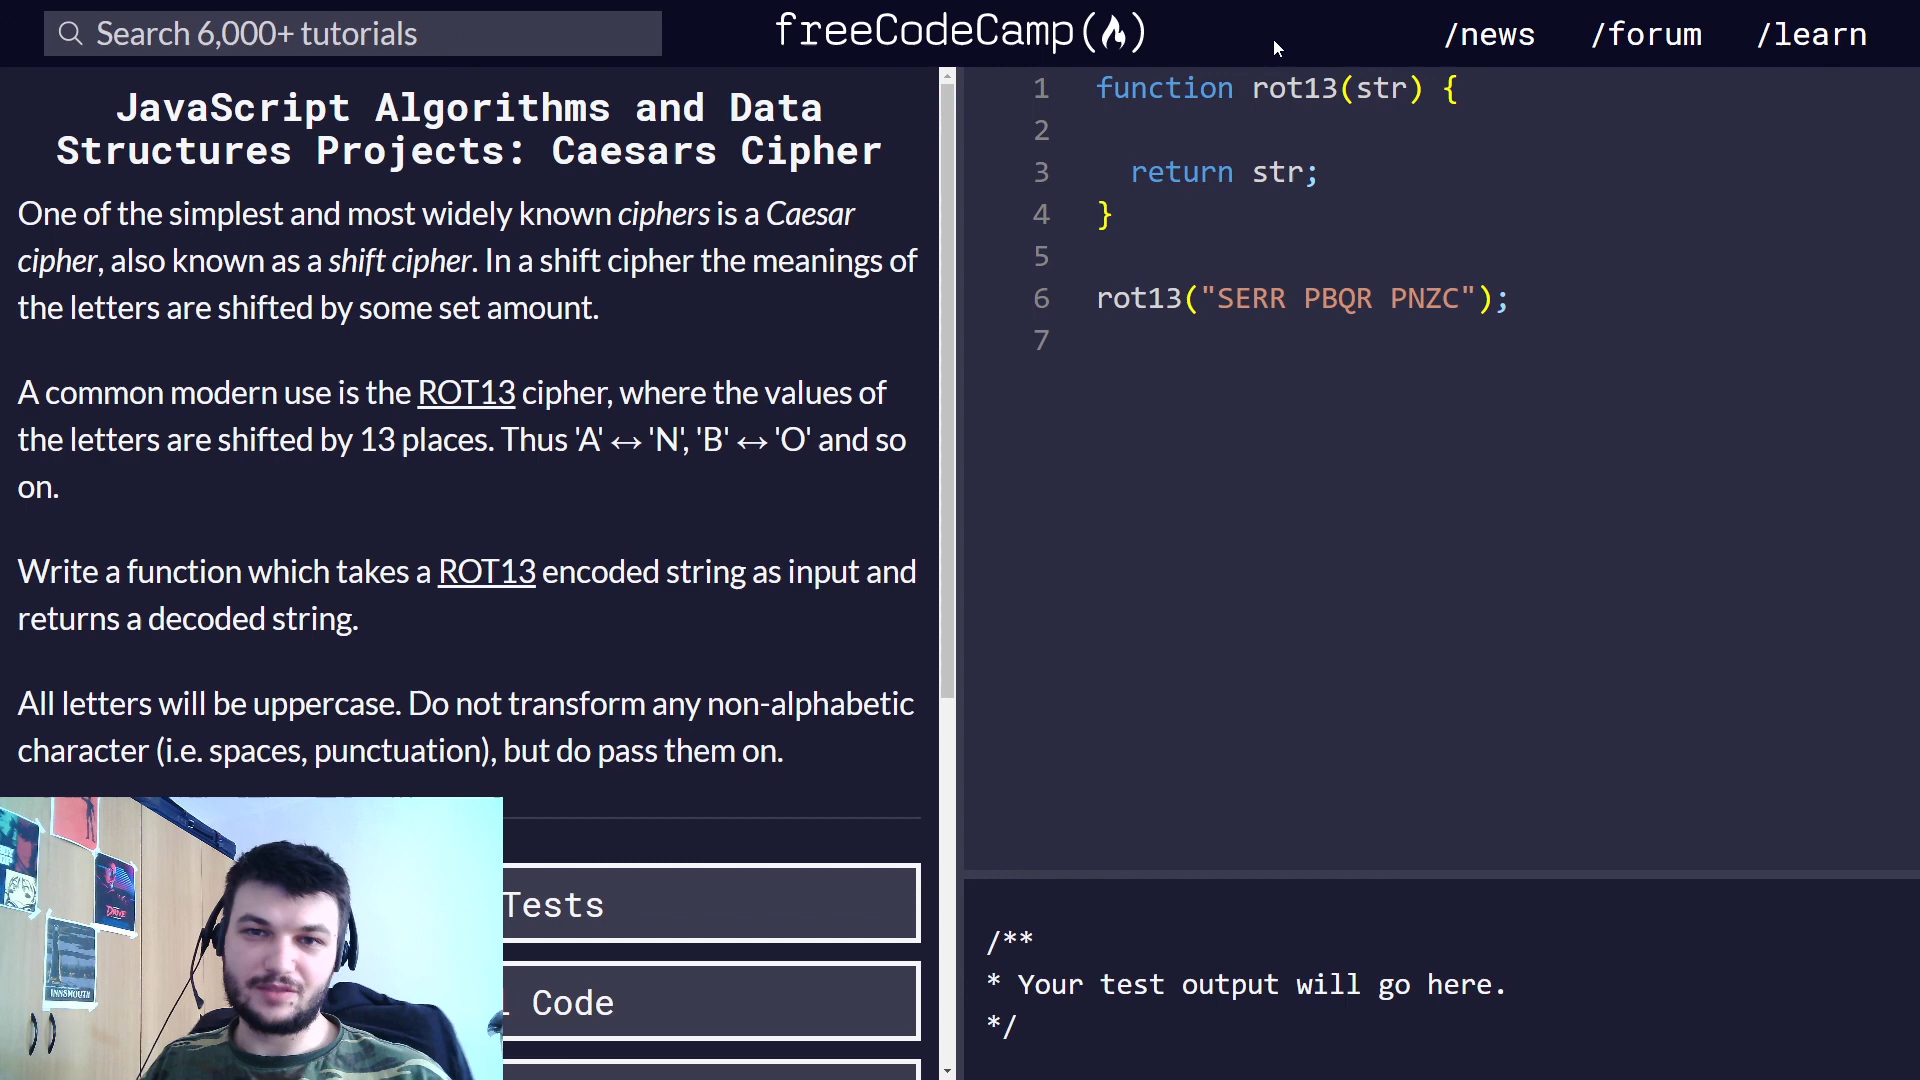 Search 6,000+ tutorials
freeCodeCamp
/news /forum /learn
JavaScript Algorithms and Data
Structures Projects: Caesars Cipher
One of the simplest and most widely known ciphers is a Caesar
cipher, also known as a shift cipher. In a shift cipher the meanings of
the letters are shifted by some set amount.
A common modern use is the ROT13 cipher, where the values of
the letters are shifted by 13 places. Thus 'A' ↔ 'N', 'B' ↔ 'O' and so
on.
Write a function which takes a ROT13 encoded string as input and
returns a decoded string.
All letters will be uppercase. Do not transform any non-alphabetic
character (i.e. spaces, punctuation), but do pass them on.
Tests
Code
DRIVE
INNSMOUTH
1 function rot13(str) {
2
3 return str;
4 }
5
6 rot13("SERR PBQR PNZC");
7
/**
* Your test output will go here.
*/